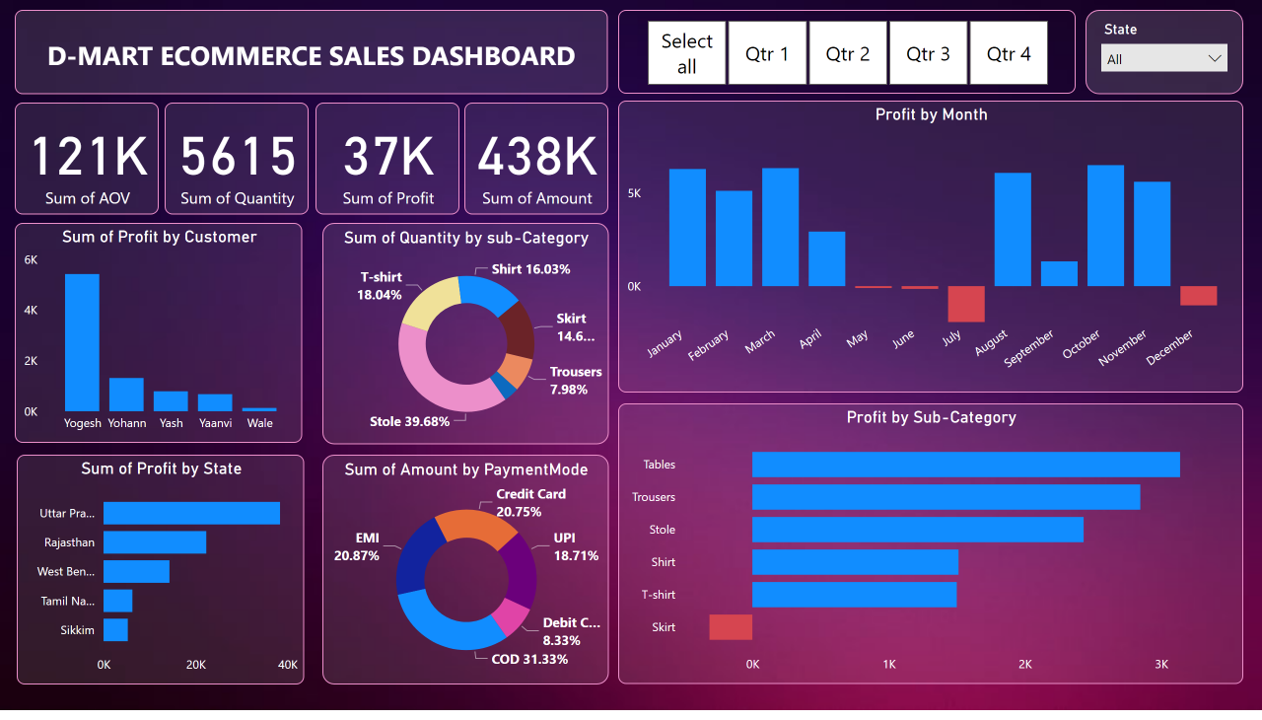 D-MART ECOMMERCE SALES DASHBOARD
Select
all
Qtr 1
Qtr 2
Qtr 3
Qtr 4
State
All
121K
Sum of AOV
5615
Sum of Quantity
37K
Sum of Profit
438K
Sum of Amount
Profit by Month
5K
0K
January
February
March
April
May
June
July
August
September
October
November
December
Sum of Profit by Customer
6K
4K
2K
0K
Yogesh
Yohann
Yash
Yaanvi
Wale
Sum of Quantity by sub-Category
Shirt 16.03%
T-shirt
18.04%
Skirt
14.6...
Trousers
7.98%
Stole 39.68%
Sum of Profit by State
Uttar Pra...
Rajasthan
West Ben...
Tamil Na...
Sikkim
0K
20K
40K
Sum of Amount by PaymentMode
Credit Card
20.75%
EMI
20.87%
UPI
18.71%
Debit C...
8.33%
COD 31.33%
Profit by Sub-Category
Tables
Trousers
Stole
Shirt
T-shirt
Skirt
0K
1K
2K
3K